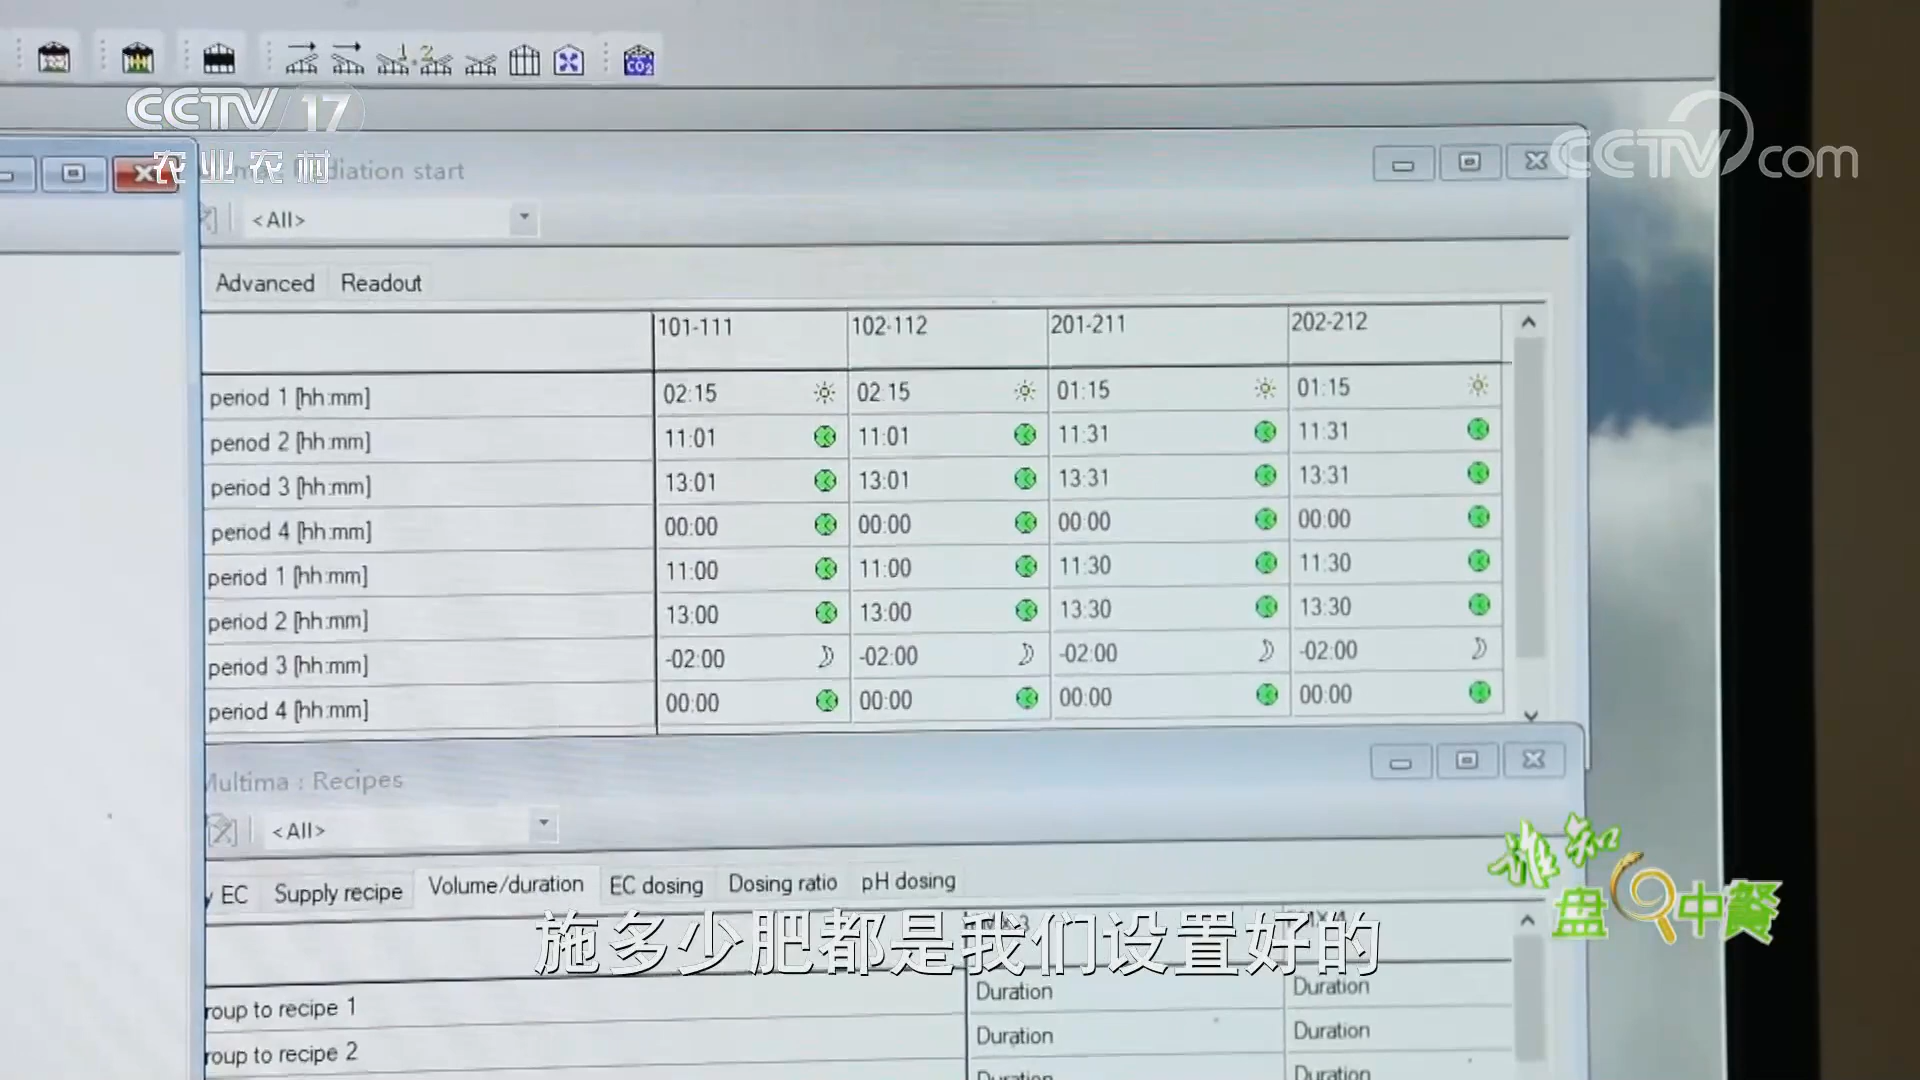 CO2
CCTV 17
农业农村
CCTV com
diation start
<All>
Advanced Readout
101-111 102-112 201-211 202-212
period 1 [hh:mm] 02:15 02:15 01:15 01:15
period 2 [hh:mm] 11:01 11:01 11:31 11:31
period 3 [hh:mm] 13:01 13:01 13:31 13:31
period 4 [hh:mm] 00:00 00:00 00:00 00:00
period 1 [hh:mm] 11:00 11:00 11:30 11:30
period 2 [hh:mm] 13:00 13:00 13:30 13:30
period 3 [hh:mm] -02:00 -02:00 -02:00 -02:00
period 4 [hh:mm] 00:00 00:00 00:00 00:00
Multima : Recipes
<All>
y EC Supply recipe Volume/duration EC dosing Dosing ratio pH dosing
谁知
盘中餐
施多少肥都是我们设置好的
roup to recipe 1 Duration Duration
roup to recipe 2 Duration Duration
Duration Duration